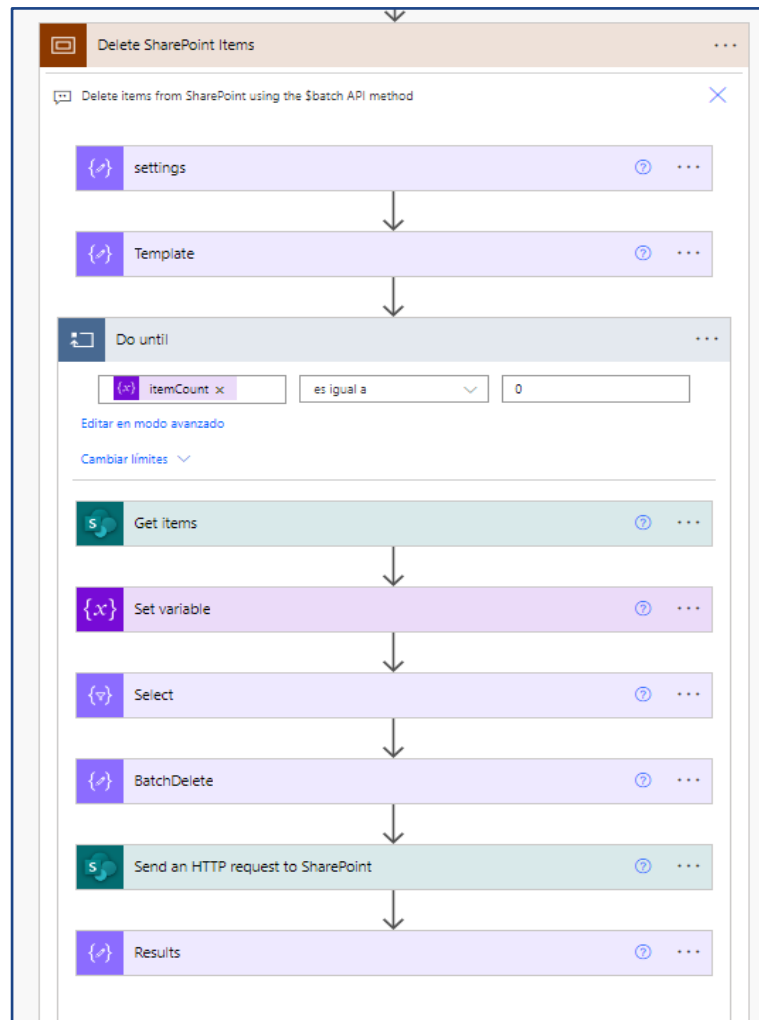 Delete SharePoint Items
Delete items from SharePoint using the $batch API method
settings
Template
Do until
{x} itemCount × es igual a 0
Editar en modo avanzado
Cambiar límites
S Get items
{x} Set variable
Select
BatchDelete
S Send an HTTP request to SharePoint
Results